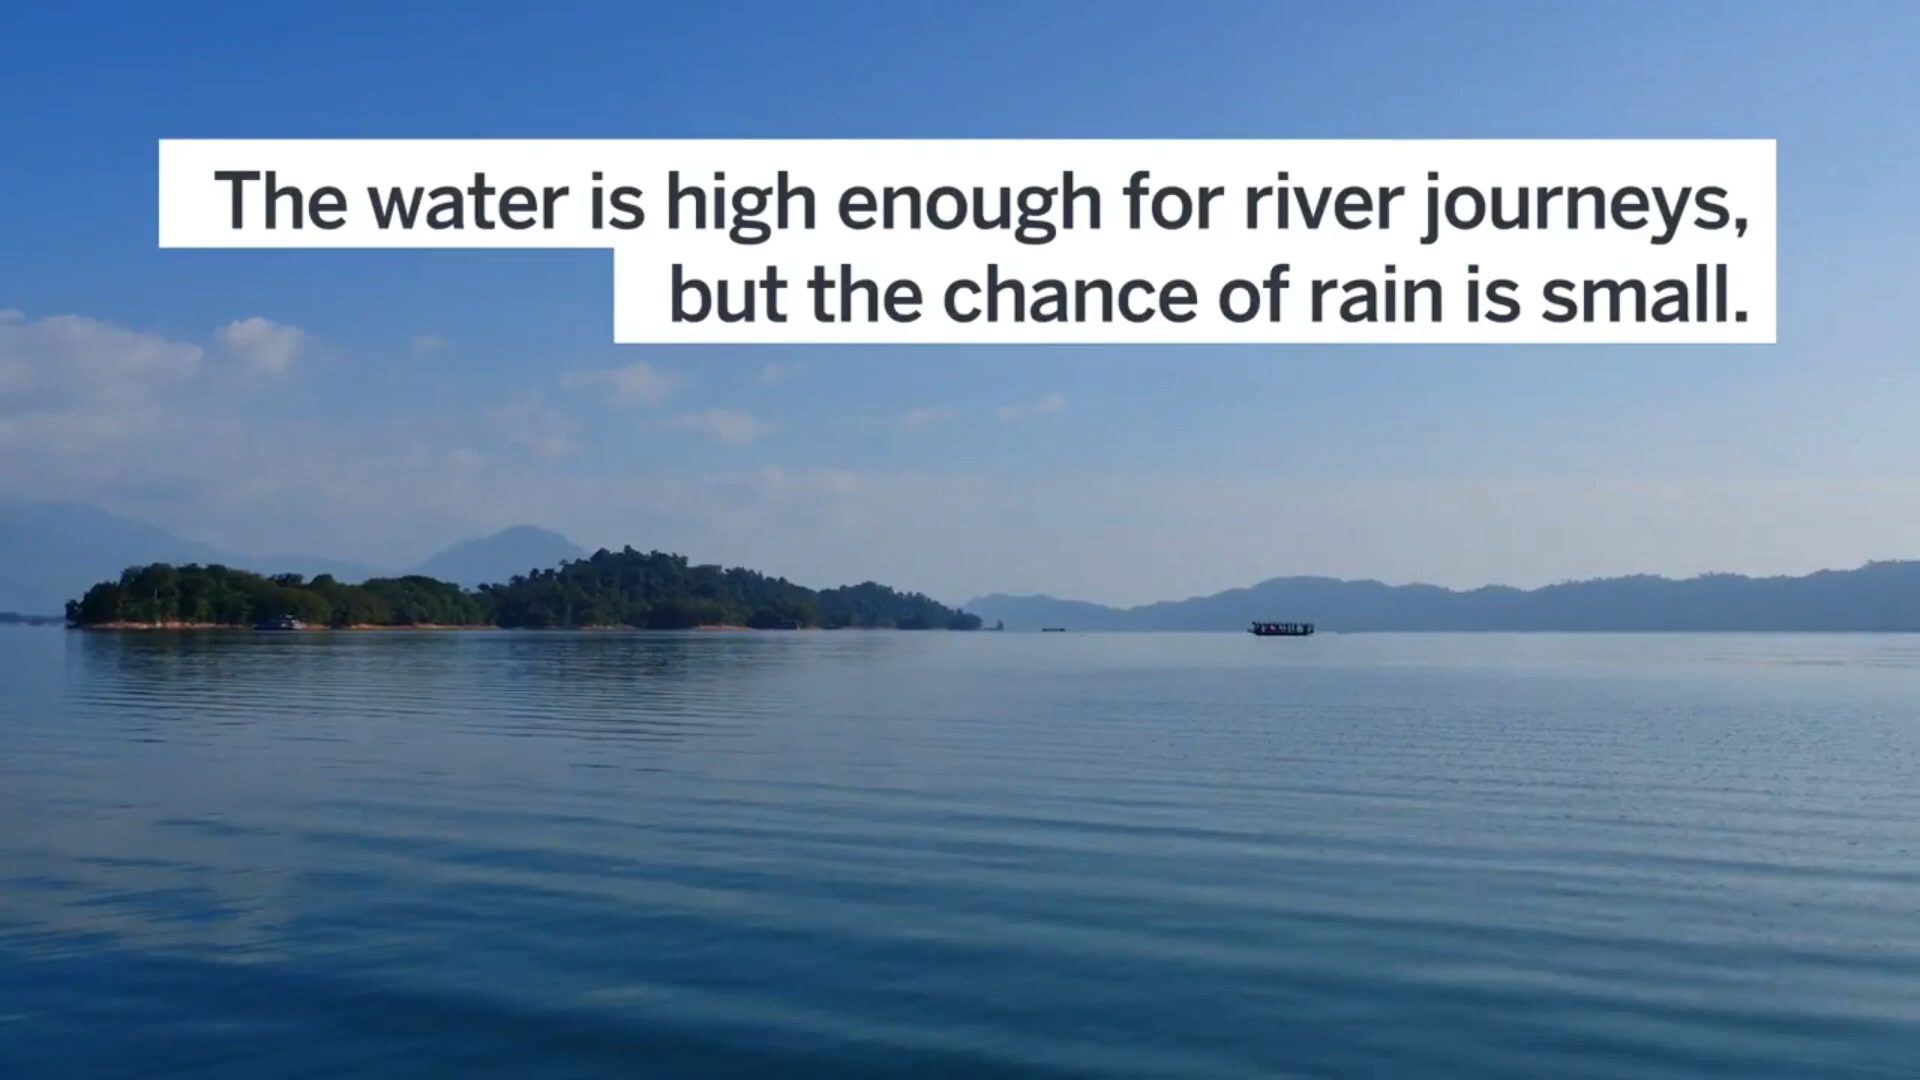 The water is high enough for river journeys,
but the chance of rain is small.